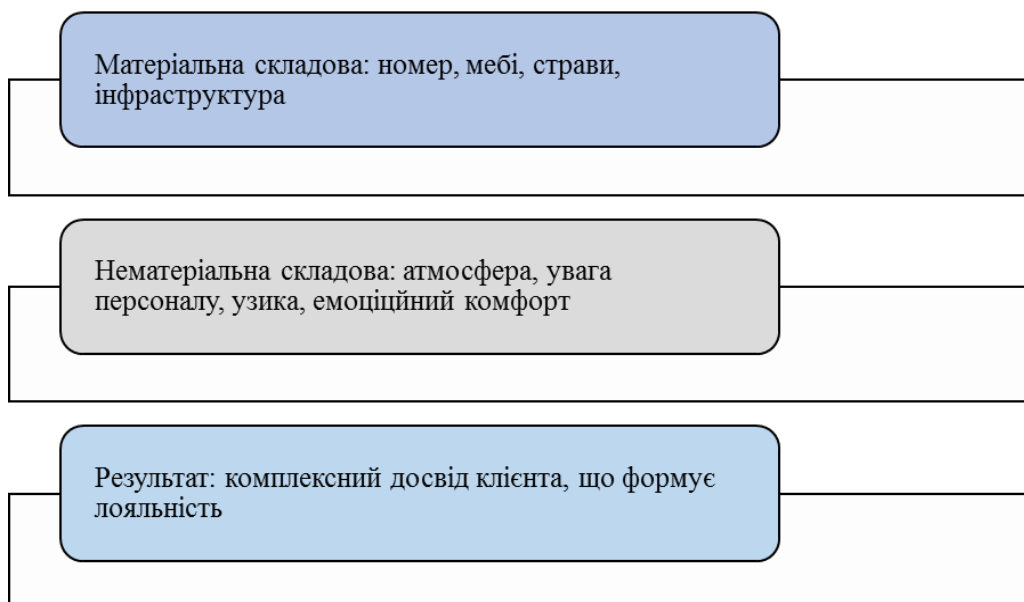 Матеріальна складова: номер, мебі, страви,
інфраструктура
Нематеріальна складова: атмосфера, увага
персоналу, узика, емоціційний комфорт
Результат: комплексний досвід клієнта, що формує
лояльність